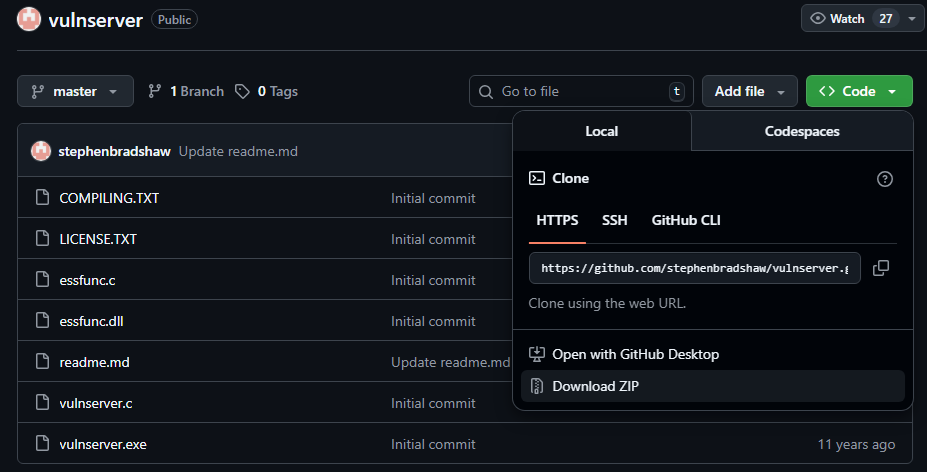 vulnserver Public
Watch 27
master 1 Branch 0 Tags
Go to file t
Add file
Code
stephenbradshaw Update readme.md
COMPILING.TXT Initial commit
LICENSE.TXT Initial commit
essfunc.c Initial commit
essfunc.dll Initial commit
readme.md Update readme.md
vulnserver.c Initial commit
vulnserver.exe Initial commit 11 years ago
Local Codespaces
Clone
HTTPS SSH GitHub CLI
https://github.com/stephenbradshaw/vulnserver.g
Clone using the web URL.
Open with GitHub Desktop
Download ZIP